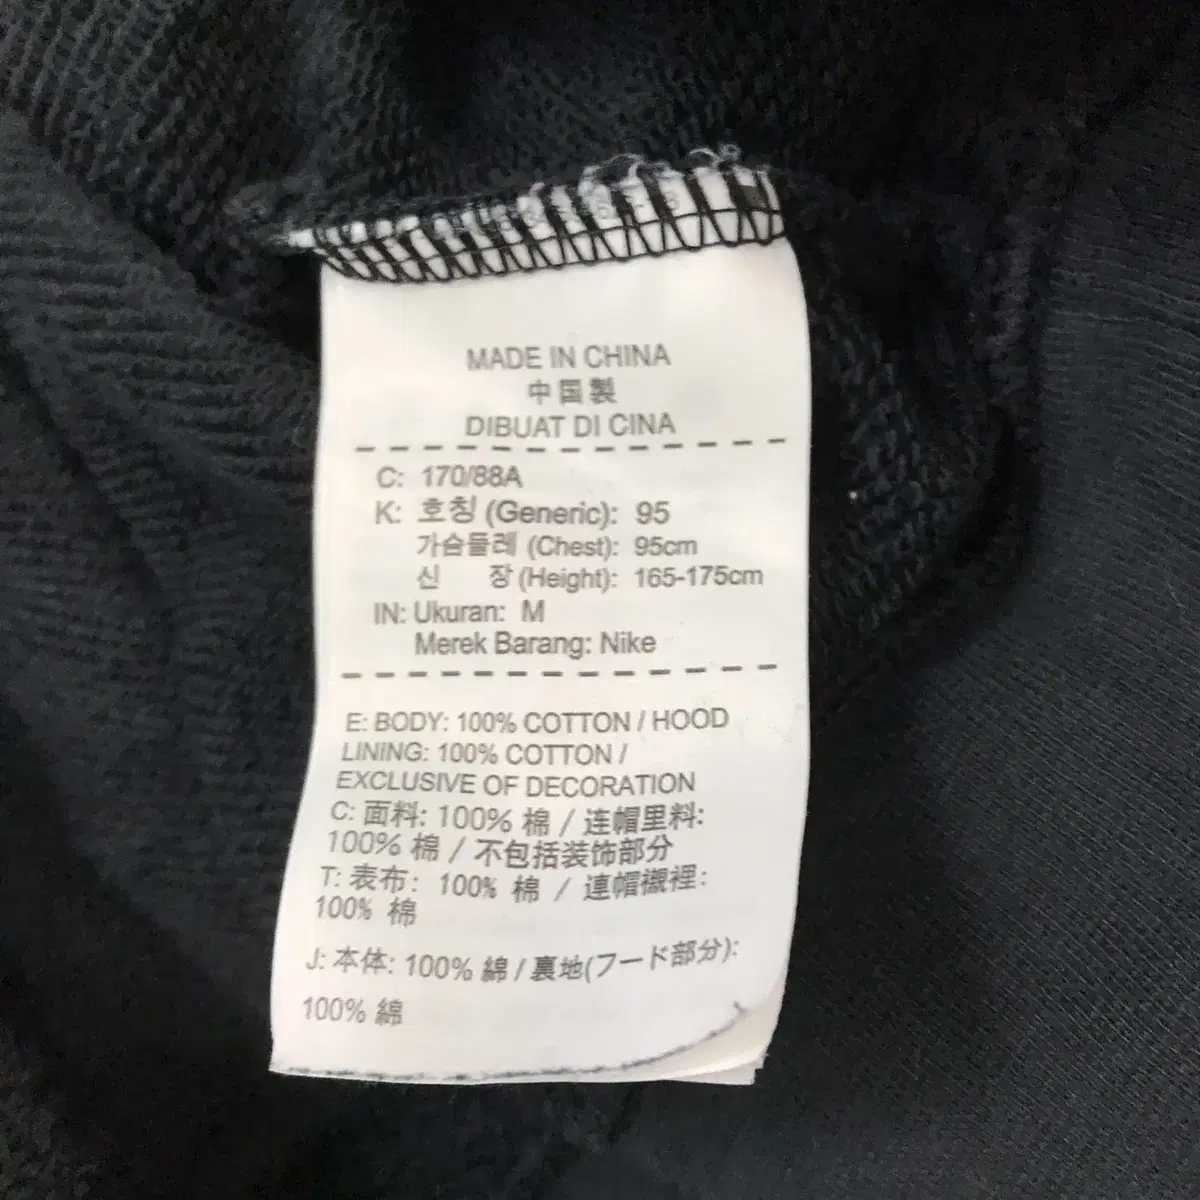 MADE IN CHINA
中国製
DIBUAT DI CINA
C: 170/88A
K: 호칭 (Generic): 95
가슴둘레 (Chest): 95cm
신 장 (Height): 165-175cm
IN: Ukuran: M
Merek Barang: Nike
E: BODY: 100% COTTON / HOOD
LINING: 100% COTTON /
EXCLUSIVE OF DECORATION
C: 面料: 100% 棉 / 连帽里料:
100% 棉 / 不包括装饰部分
T: 表布: 100% 棉 / 連帽襯裡:
100% 棉
J: 本体: 100% 綿 / 裏地(フード部分):
100% 綿